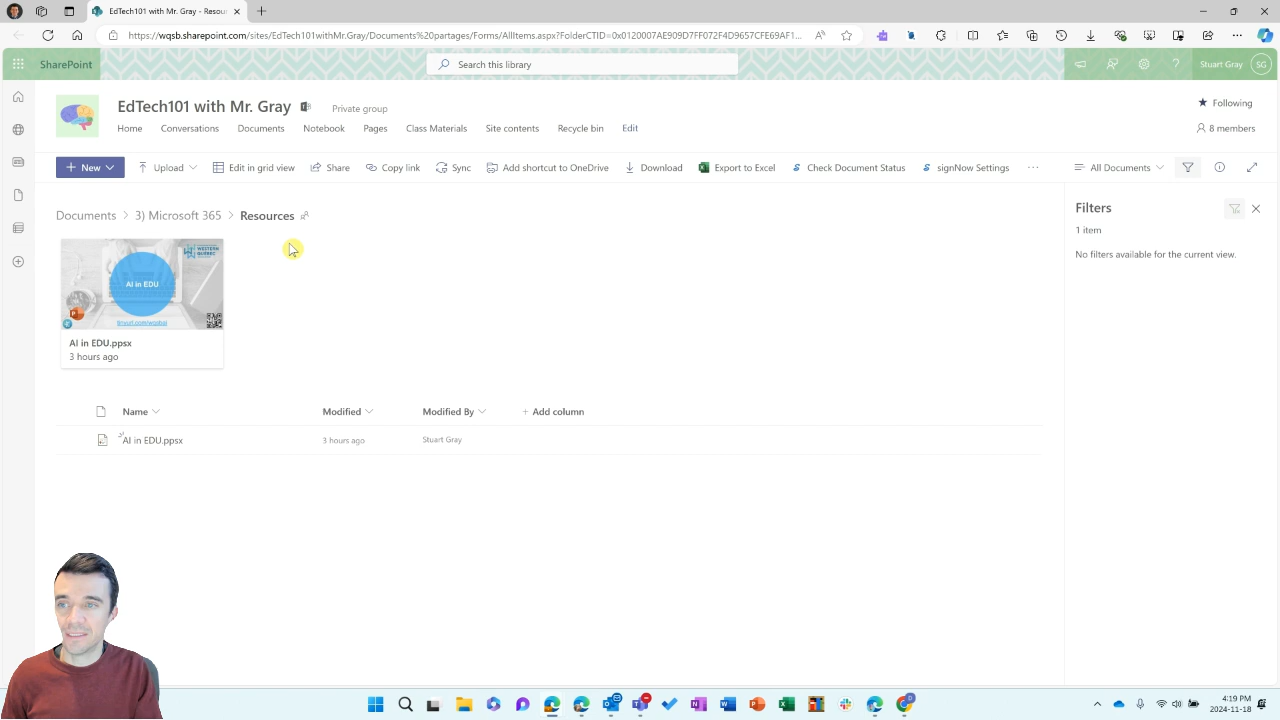 EdTech101 with Mr. Gray - Resour
https://wqsb.sharepoint.com/sites/EdTech101withMr.Gray/Documents%20partages/Forms/AllItems.aspx?FolderCTID=0x0120007AE909D7FF072F4D9657CFE69AF1...
SharePoint
Search this library
Stuart Gray
SG
EdTech101 with Mr. Gray
Private group
Following
Home
Conversations
Documents
Notebook
Pages
Class Materials
Site contents
Recycle bin
Edit
8 members
+ New
Upload
Edit in grid view
Share
Copy link
Sync
Add shortcut to OneDrive
Download
Export to Excel
Check Document Status
signNow Settings
...
All Documents
Documents > 3) Microsoft 365 > Resources
Filters
1 item
No filters available for the current view.
WESTERN
QUÉBEC
AI in EDU
tinyurl.com/wqsbai
AI in EDU.ppsx
3 hours ago
Name
Modified
Modified By
+ Add column
AI in EDU.ppsx
3 hours ago
Stuart Gray
4:19 PM
2024-11-18